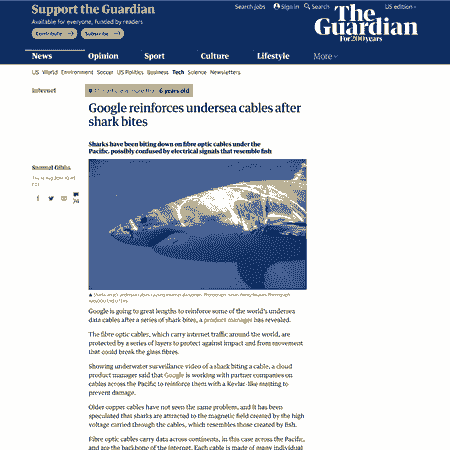 Support the Guardian
Available for everyone, funded by readers
Contribute → Subscribe →
Search jobs Sign in Search US edition
The Guardian
For 200 years
News Opinion Sport Culture Lifestyle More
US World Environment Soccer US Politics Business Tech Science Newsletters
Internet
6 years old
Google reinforces undersea cables after
shark bites
Sharks have been biting down on fibre optic cables under the
Pacific, possibly confused by electrical signals that resemble fish
Samuel Gibbs
Google is going to great lengths to reinforce some of the world's undersea
data cables after a series of shark bites, a product manager has revealed.
The fibre optic cables, which carry internet traffic around the world, are
protected by a series of layers to protect against impact and from movement
that could break the glass fibres.
Showing underwater surveillance video of a shark biting a cable, a cloud
product manager said that Google is working with partner companies on
cables across the Pacific to reinforce them with a Kevlar-like matting to
prevent damage.
Older copper cables have not seen the same problem, and it has been
speculated that sharks are attracted to the magnetic field created by the high
voltage carried through the cables, which resembles those created by fish.
Fibre optic cables carry data across continents, in this case across the Pacific,
and are the backbone of the internet. Each cable is made of many individual